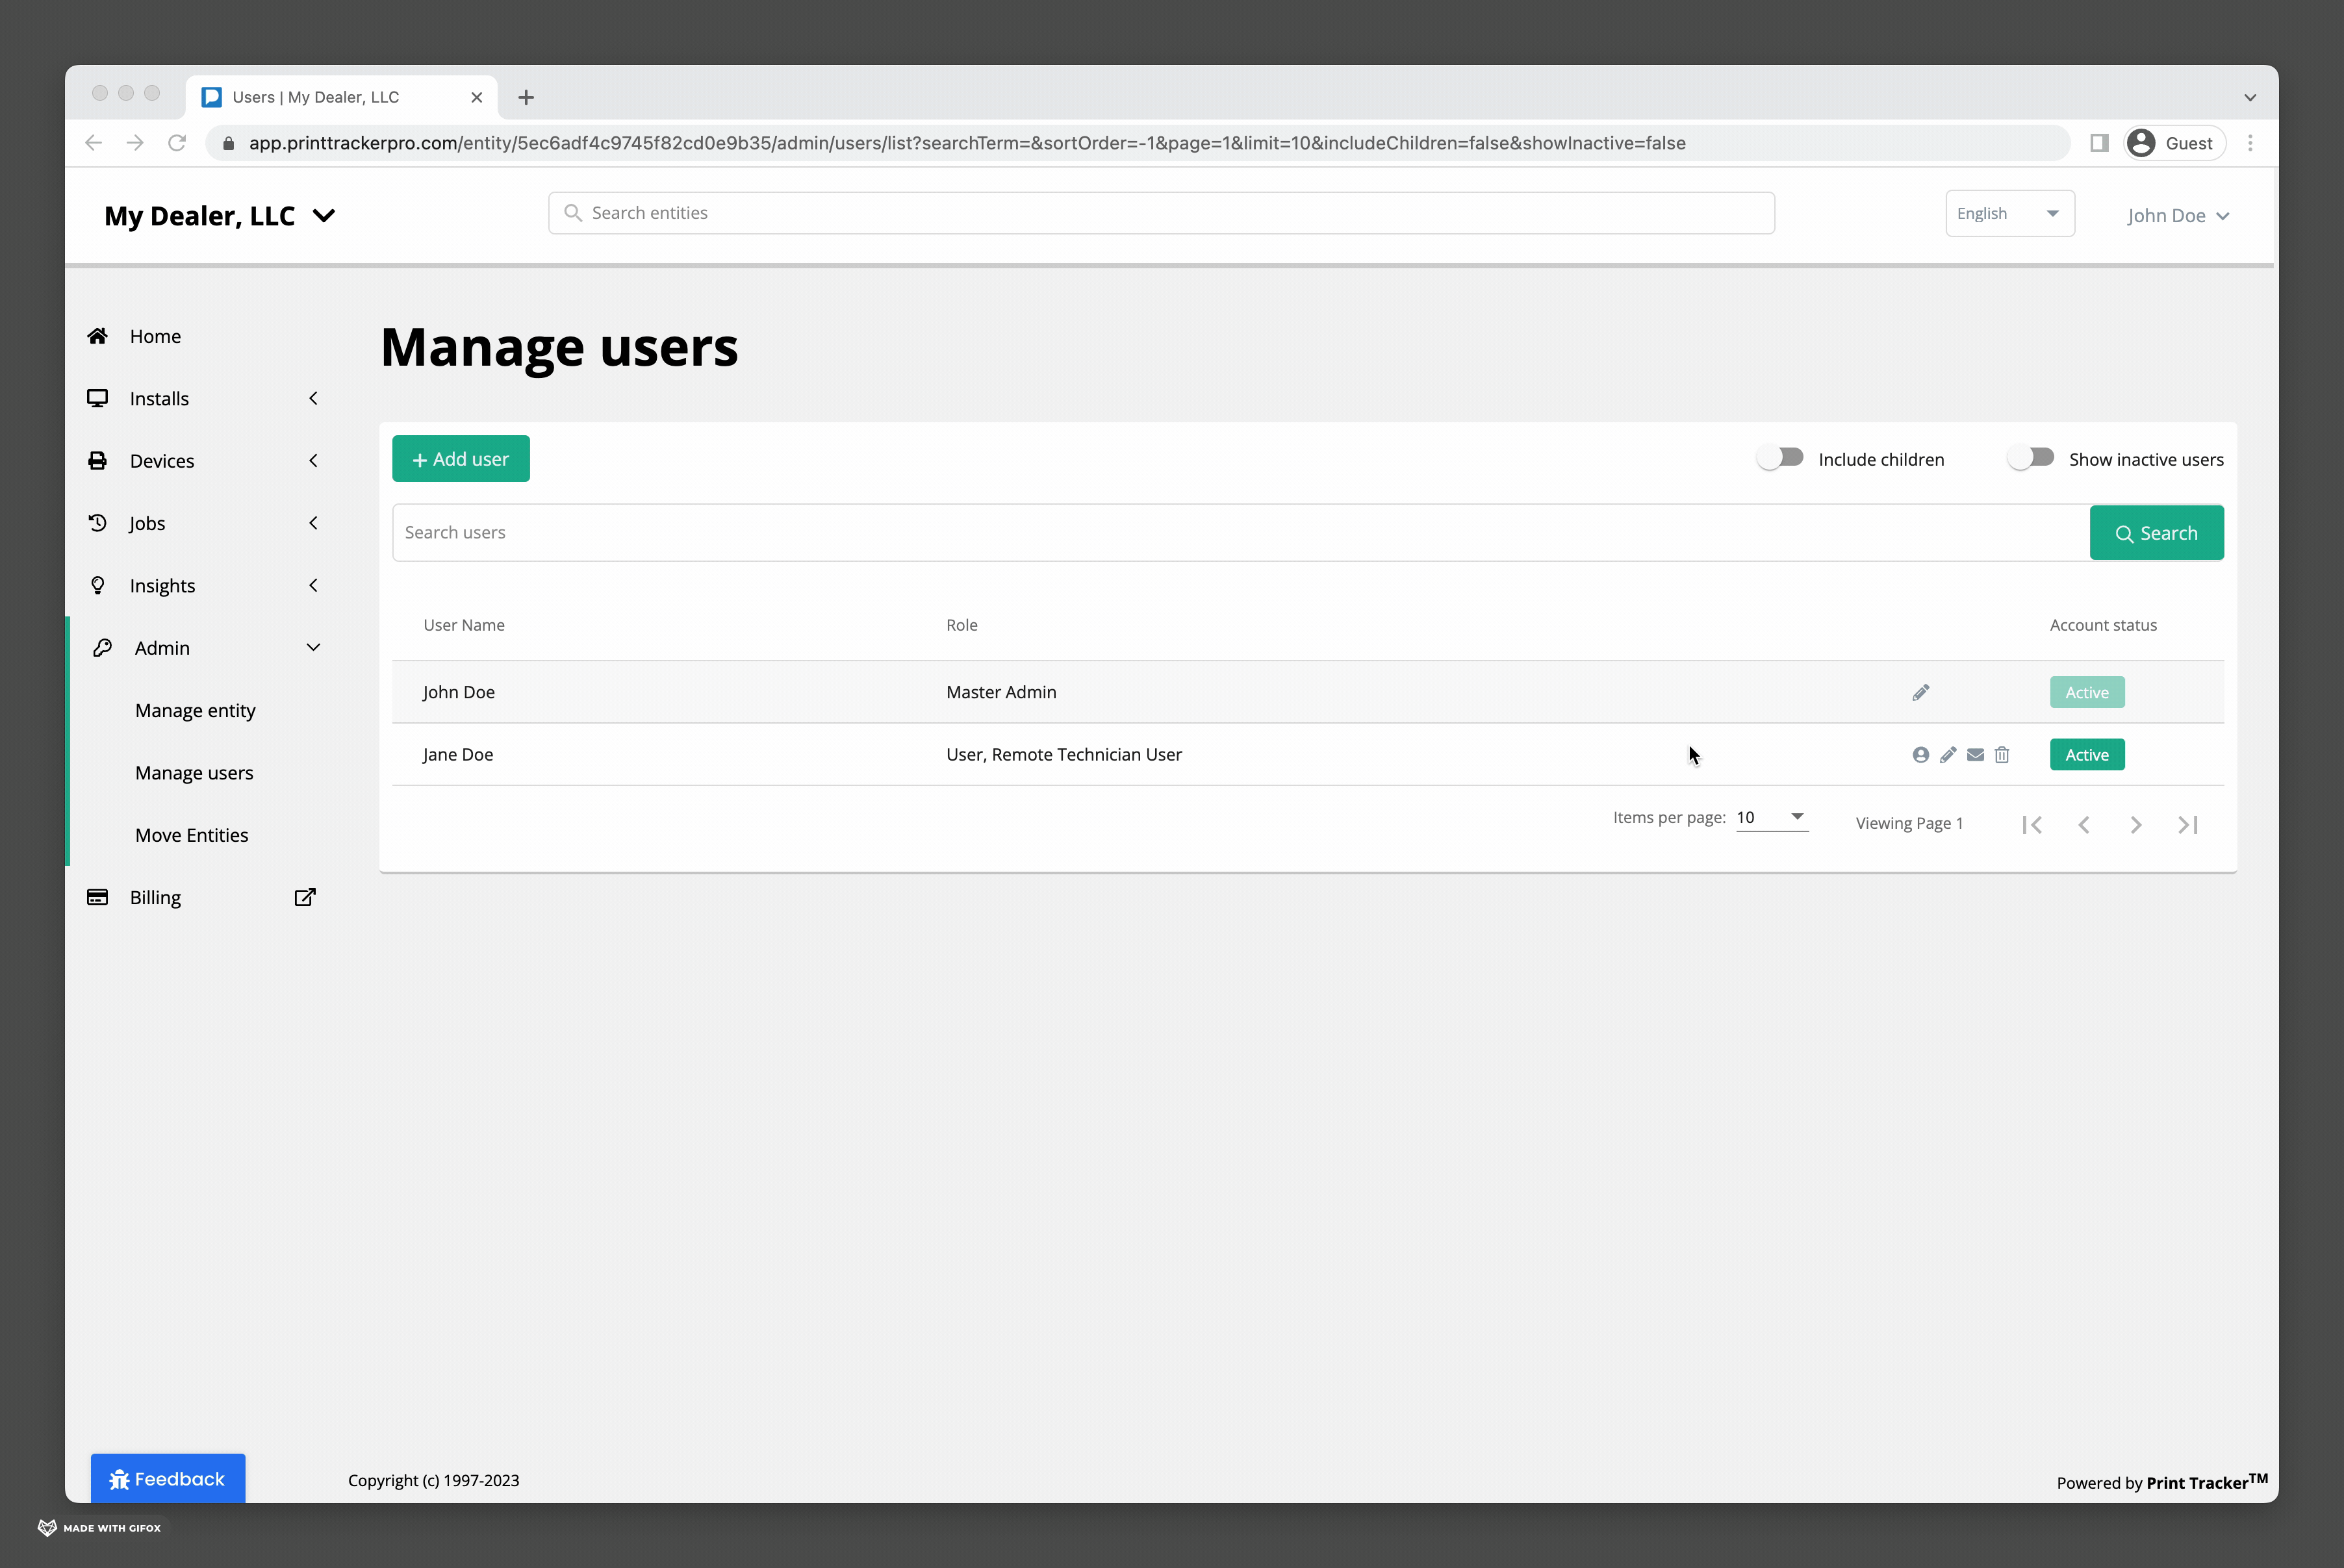 Users | My Dealer, LLC
app.printtrackerpro.com/entity/5ec6adf4c9745f82cd0e9b35/admin/users/list?searchTerm=&sortOrder=-1&page=1&limit=10&includeChildren=false&showInactive=false
Guest
My Dealer, LLC
Search entities
English
John Doe
Home
Installs
Devices
Jobs
Insights
Admin
Manage entity
Manage users
Move Entities
Billing
Manage users
+ Add user
Include children
Show inactive users
Search users
Search
User Name Role Account status
John Doe Master Admin Active
Jane Doe User, Remote Technician User Active
Items per page: 10 Viewing Page 1
Feedback
Copyright (c) 1997-2023
Powered by Print Tracker™
MADE WITH GIFOX